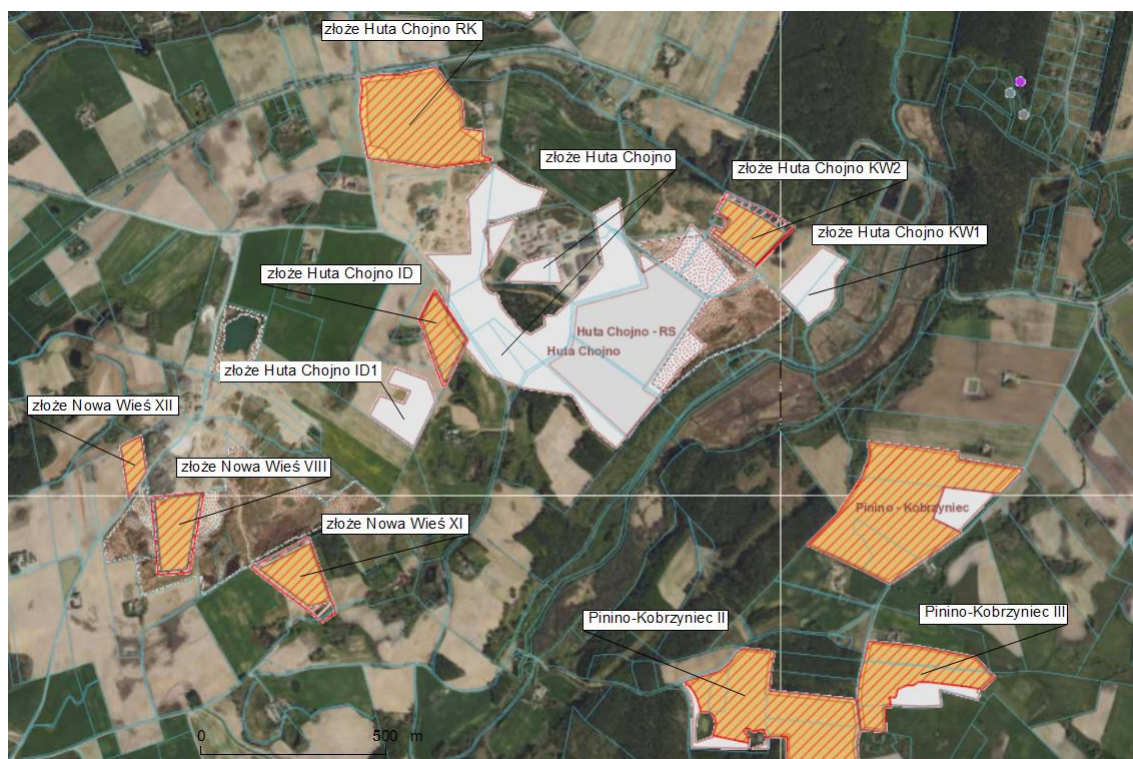 złoże Huta Chojno RK
złoże Huta Chojno
złoże Huta Chojno KW2
złoże Huta Chojno KW1
złoże Huta Chojno ID
Huta Chojno - RS
Huta Chojno
złoże Huta Chojno ID1
złoże Nowa Wieś XII
złoże Nowa Wieś VIII
Pinino - Kobrzyniec
złoże Nowa Wieś XI
Pinino-Kobrzyniec III
Pinino-Kobrzyniec II
0 500 m